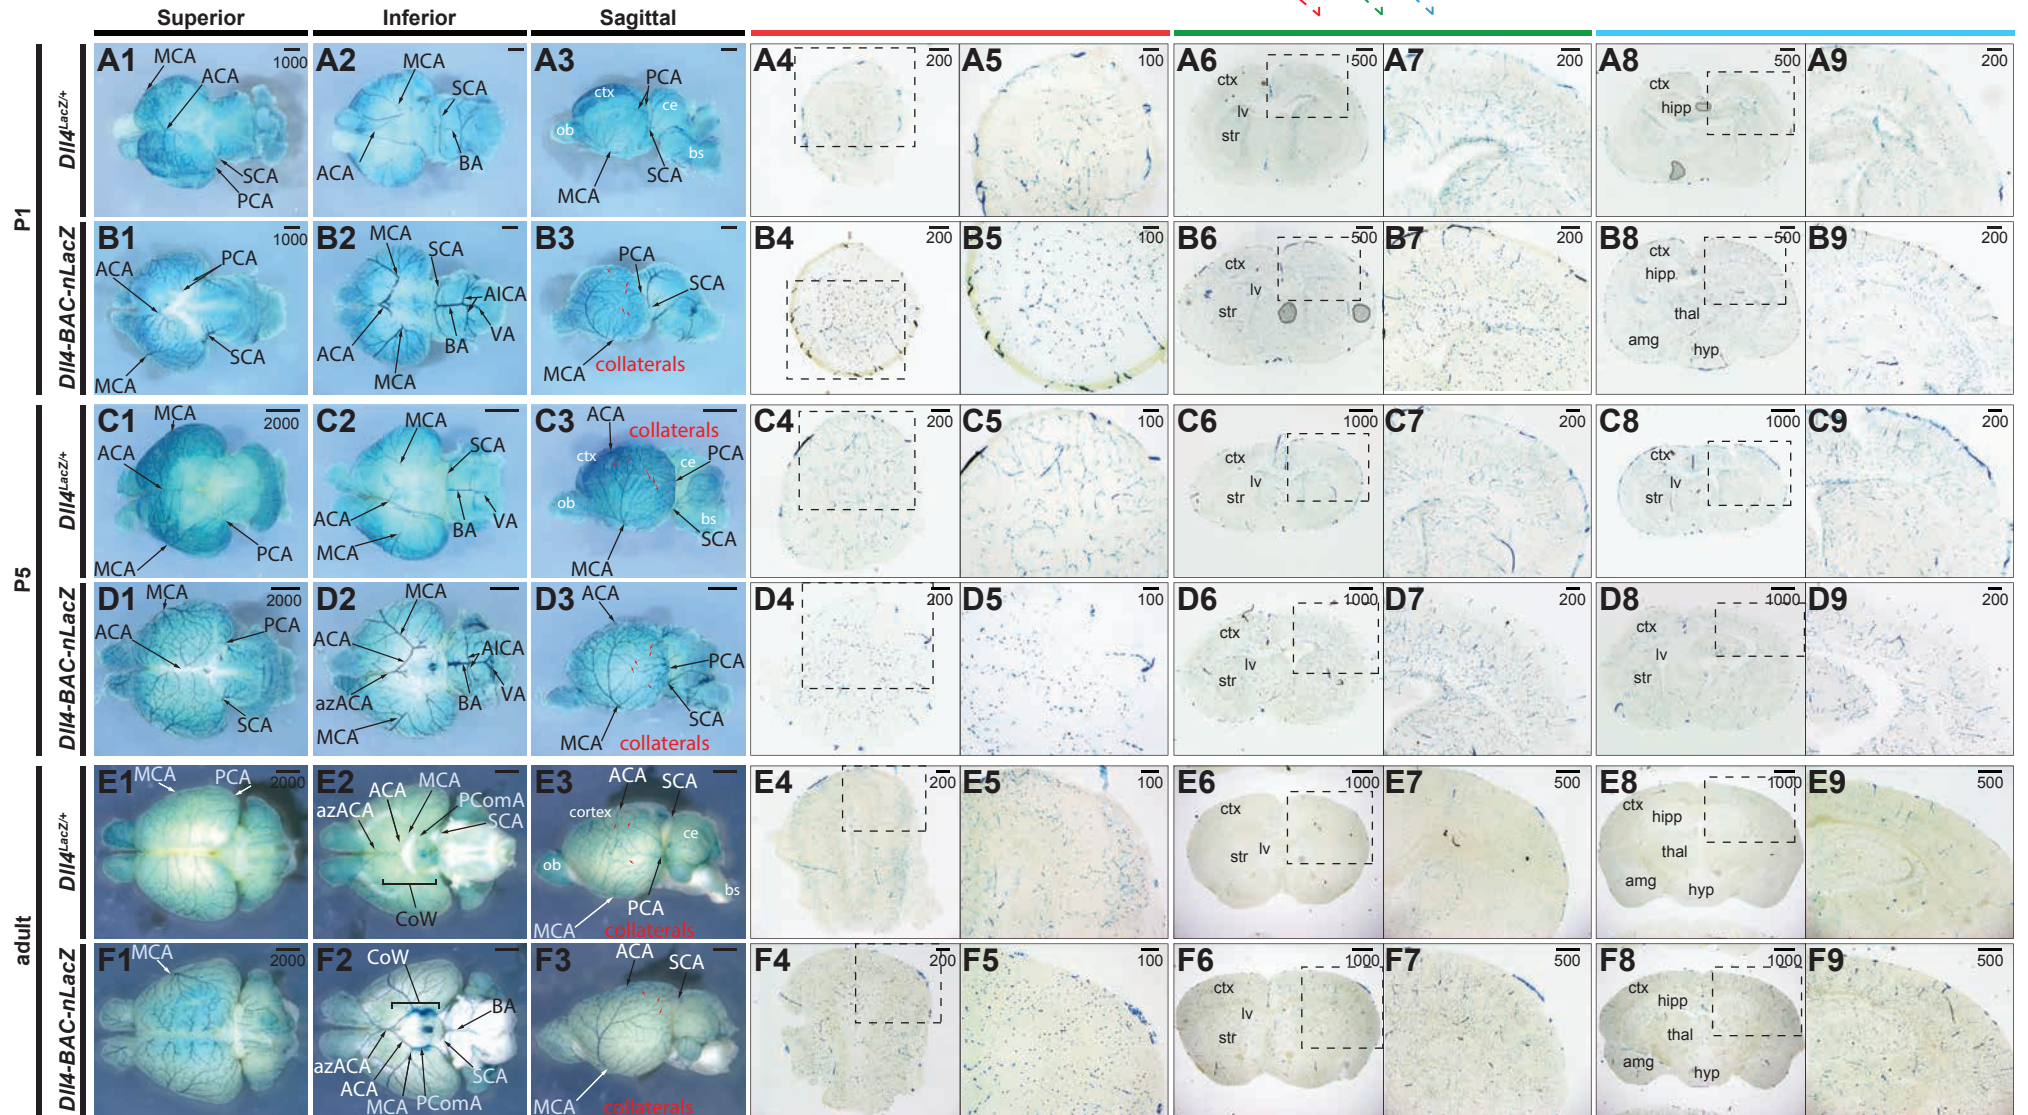 Superior Inferior Sagittal
P1
Dll4LacZ/+
A1 MCA ACA 1000 SCA PCA
A2 MCA SCA ACA BA
A3 PCA ctx ce ob bs SCA MCA
A4 200
A5 100
A6 500 ctx lv str
A7 200
A8 500 ctx hipp
A9 200
Dll4-BAC-nLacZ
B1 1000 ACA PCA SCA MCA
B2 MCA SCA AICA ACA BA VA MCA
B3 PCA SCA MCA collaterals
B4 200
B5 100
B6 500 ctx lv str
B7 200
B8 500 ctx hipp thal amg hyp
B9 200
P5
Dll4LacZ/+
C1 MCA 2000 ACA PCA MCA
C2 MCA SCA ACA BA VA MCA
C3 ACA collaterals ctx ce PCA ob bs SCA MCA
C4 200
C5 100
C6 1000 ctx lv str
C7 200
C8 1000 ctx lv str
C9 200
Dll4-BAC-nLacZ
D1 MCA 2000 ACA PCA SCA
D2 MCA ACA AICA azACA BA VA MCA
D3 ACA PCA SCA MCA collaterals
D4 200
D5 100
D6 1000 ctx lv str
D7 200
D8 1000 ctx lv str
D9 200
adult
Dll4LacZ/+
E1 MCA PCA 2000
E2 ACA MCA azACA PComA SCA CoW
E3 ACA SCA cortex ce ob bs PCA MCA collaterals
E4 200
E5 100
E6 1000 ctx lv str
E7 500
E8 1000 ctx hipp thal amg hyp
E9 500
Dll4-BAC-nLacZ
F1 MCA 2000
F2 CoW BA azACA ACA SCA MCA PComA
F3 ACA SCA MCA collaterals
F4 200
F5 100
F6 1000 ctx lv str
F7 500
F8 1000 ctx hipp thal amg hyp
F9 500